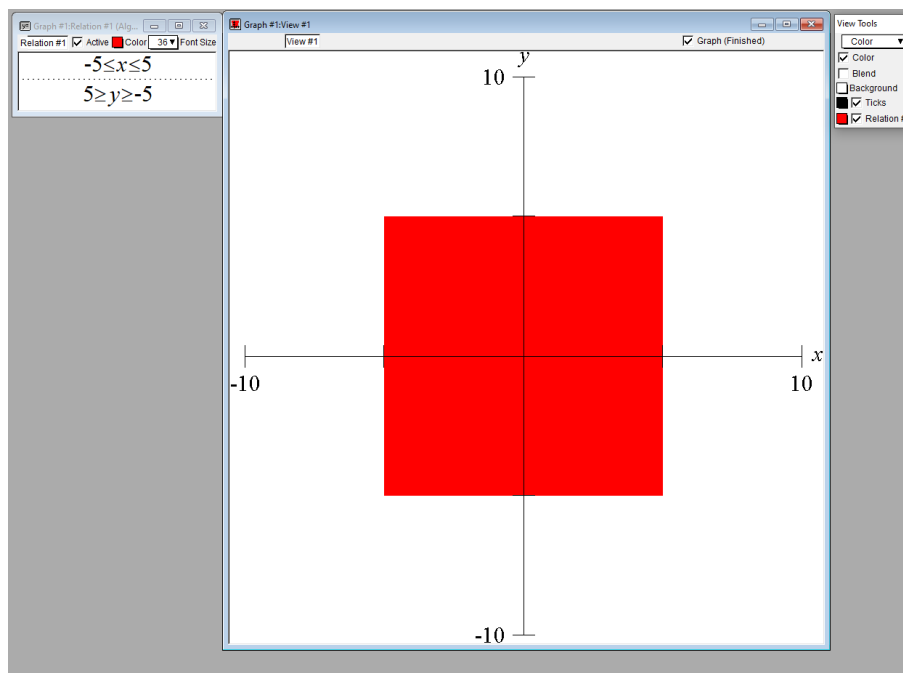 Graph #1:Relation #1 (Alg...
Relation #1 Active Color 36 Font Size
-5≤x≤5
5≥y≥-5
Graph #1:View #1
View #1 Graph (Finished)
y
10
x
-10 10
-10
View Tools
Color
Color
Blend
Background
Ticks
Relation #